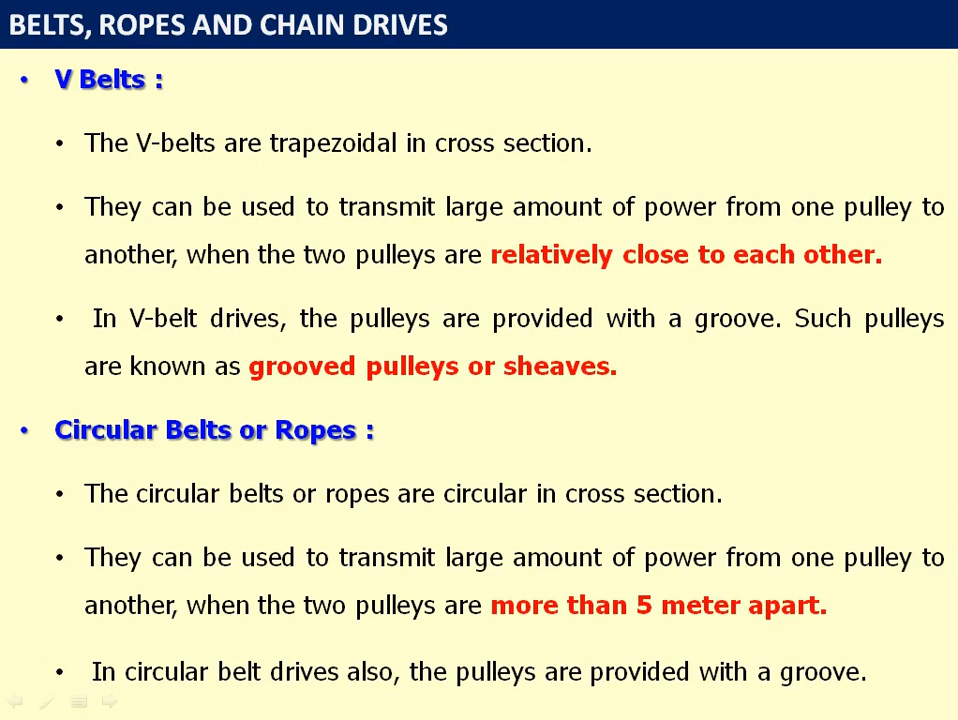 BELTS, ROPES AND CHAIN DRIVES
• V Belts :
• The V-belts are trapezoidal in cross section.
• They can be used to transmit large amount of power from one pulley to
another, when the two pulleys are relatively close to each other.
• In V-belt drives, the pulleys are provided with a groove. Such pulleys
are known as grooved pulleys or sheaves.
• Circular Belts or Ropes :
• The circular belts or ropes are circular in cross section.
• They can be used to transmit large amount of power from one pulley to
another, when the two pulleys are more than 5 meter apart.
• In circular belt drives also, the pulleys are provided with a groove.